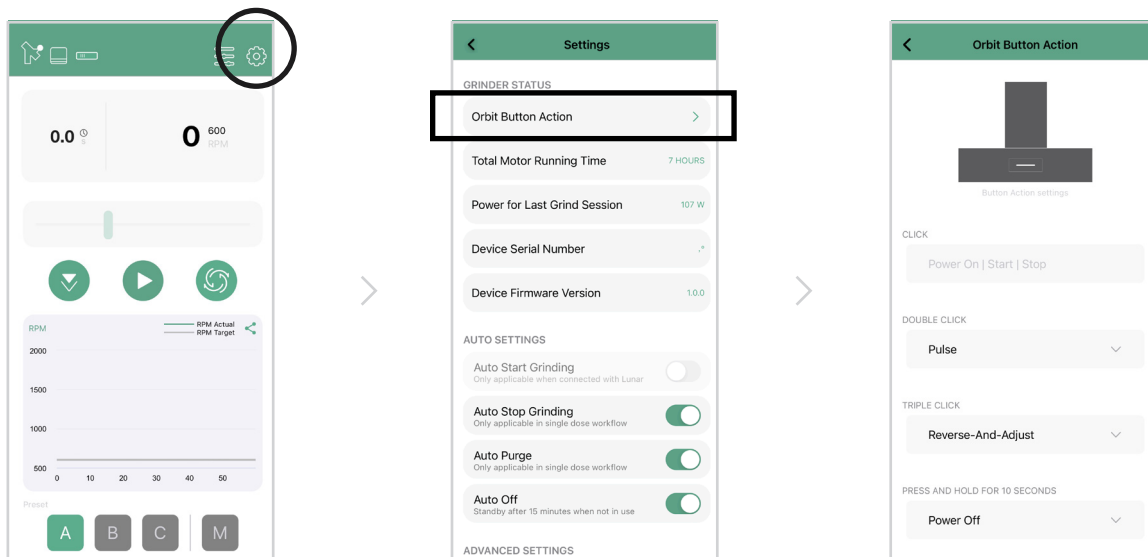 0.0 S
0 600 RPM
RPM
RPM Actual
RPM Target
2000
1500
1000
500
0 10 20 30 40 50
Preset
A B C M
Settings
GRINDER STATUS
Orbit Button Action
Total Motor Running Time 7 HOURS
Power for Last Grind Session 107 W
Device Serial Number
Device Firmware Version 1.0.0
AUTO SETTINGS
Auto Start Grinding
Only applicable when connected with Lunar
Auto Stop Grinding
Only applicable in single dose workflow
Auto Purge
Only applicable in single dose workflow
Auto Off
Standby after 15 minutes when not in use
ADVANCED SETTINGS
Orbit Button Action
Button Action settings
CLICK
Power On | Start | Stop
DOUBLE CLICK
Pulse
TRIPLE CLICK
Reverse-And-Adjust
PRESS AND HOLD FOR 10 SECONDS
Power Off